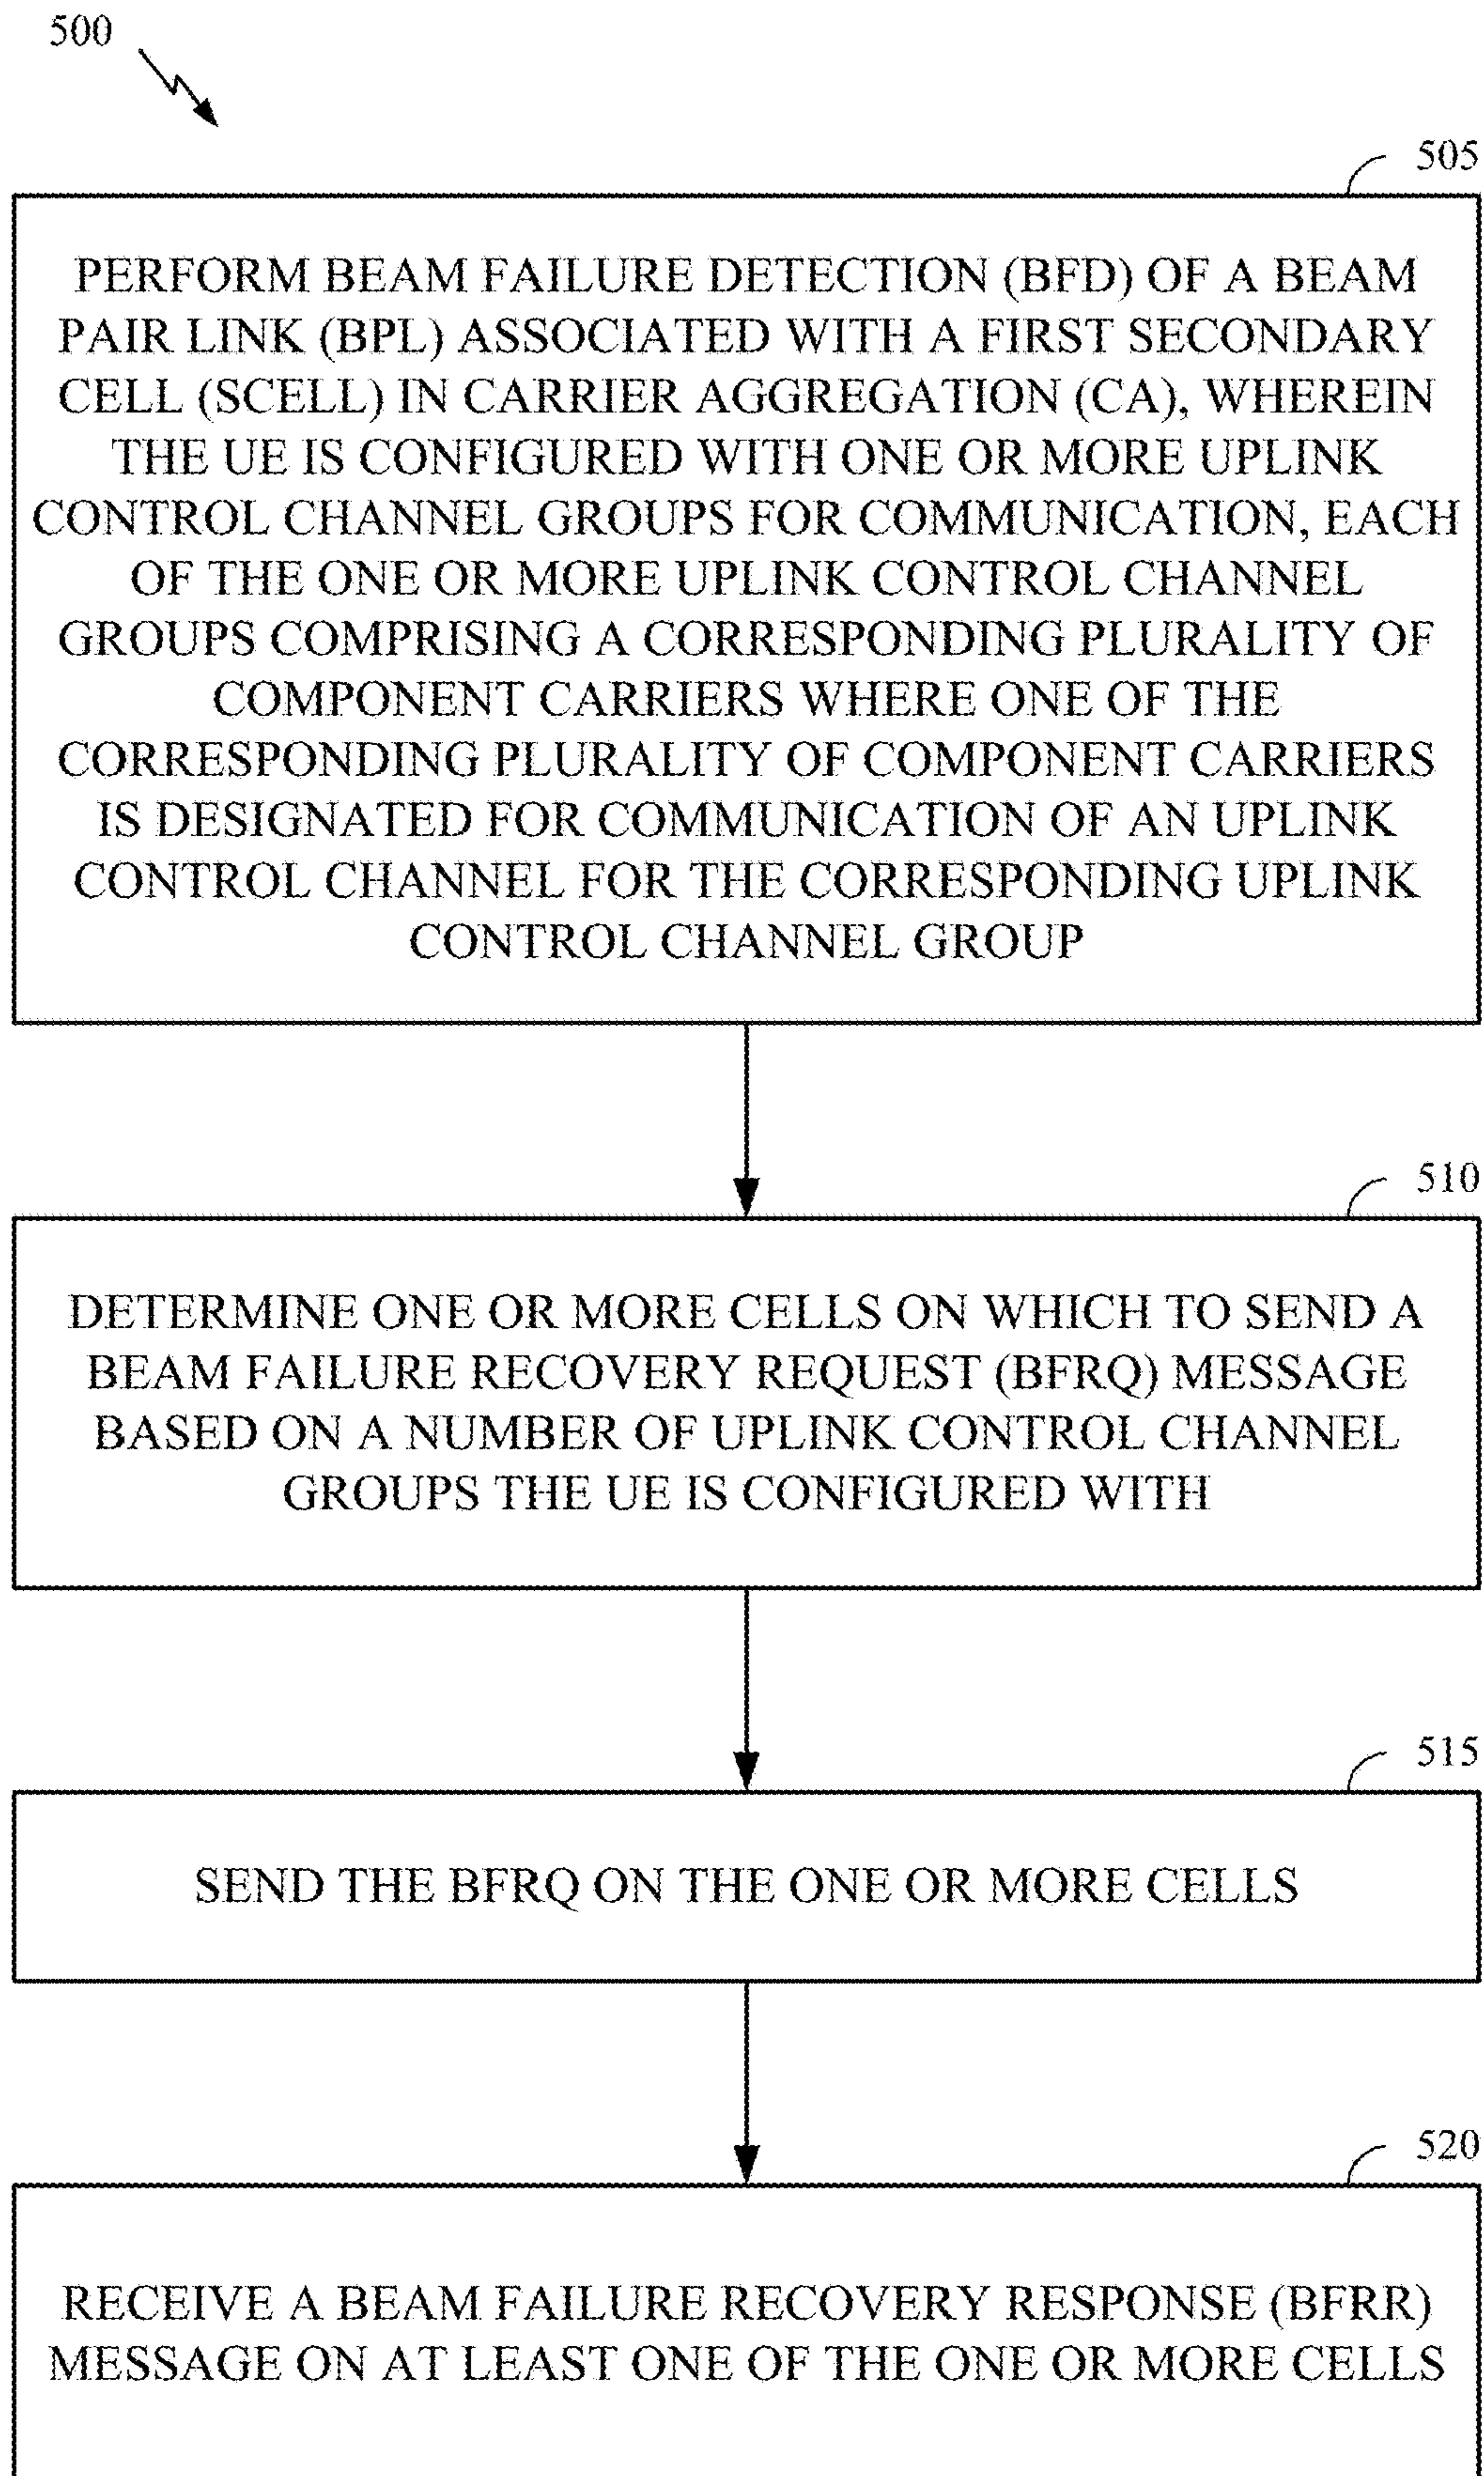 500
505
PERFORM BEAM FAILURE DETECTION (BFD) OF A BEAM
PAIR LINK (BPL) ASSOCIATED WITH A FIRST SECONDARY
CELL (SCELL) IN CARRIER AGGREGATION (CA), WHEREIN
THE UE IS CONFIGURED WITH ONE OR MORE UPLINK
CONTROL CHANNEL GROUPS FOR COMMUNICATION, EACH
OF THE ONE OR MORE UPLINK CONTROL CHANNEL
GROUPS COMPRISING A CORRESPONDING PLURALITY OF
COMPONENT CARRIERS WHERE ONE OF THE
CORRESPONDING PLURALITY OF COMPONENT CARRIERS
IS DESIGNATED FOR COMMUNICATION OF AN UPLINK
CONTROL CHANNEL FOR THE CORRESPONDING UPLINK
CONTROL CHANNEL GROUP
510
DETERMINE ONE OR MORE CELLS ON WHICH TO SEND A
BEAM FAILURE RECOVERY REQUEST (BFRQ) MESSAGE
BASED ON A NUMBER OF UPLINK CONTROL CHANNEL
GROUPS THE UE IS CONFIGURED WITH
515
SEND THE BFRQ ON THE ONE OR MORE CELLS
520
RECEIVE A BEAM FAILURE RECOVERY RESPONSE (BFRR)
MESSAGE ON AT LEAST ONE OF THE ONE OR MORE CELLS